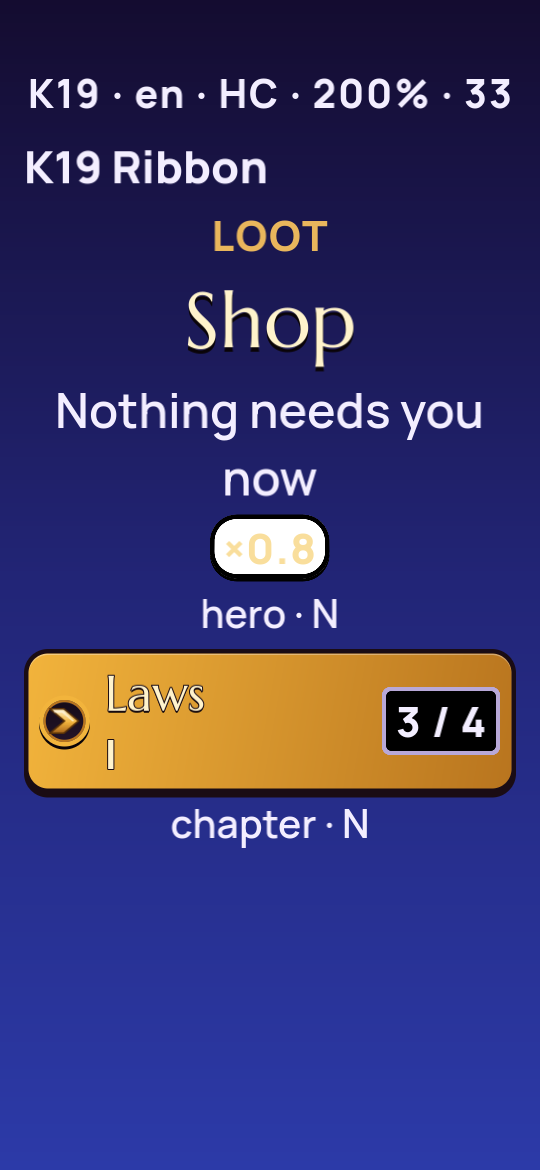 K19 · en · HC · 200% · 33
K19 Ribbon
LOOT
Shop
Nothing needs you
now
×0.8
hero · N
Laws
I
3 / 4
chapter · N